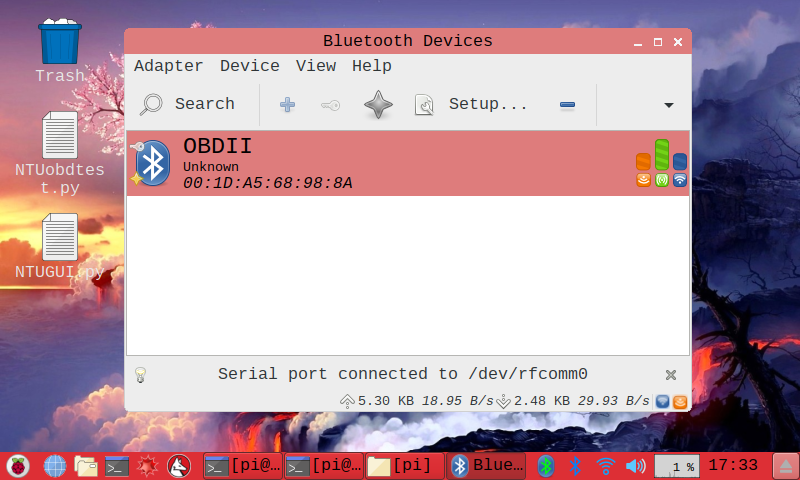 Bluetooth Devices
Adapter Device View Help
Search Setup...
OBDII
Unknown
00:1D:A5:68:98:8A
Trash
NTUobdtes
t.py
NTUGUI.py
Serial port connected to /dev/rfcomm0
5.30 KB 18.95 B/s 2.48 KB 29.93 B/s
[pi@... [pi@... [pi] Blue... 1 % 17:33